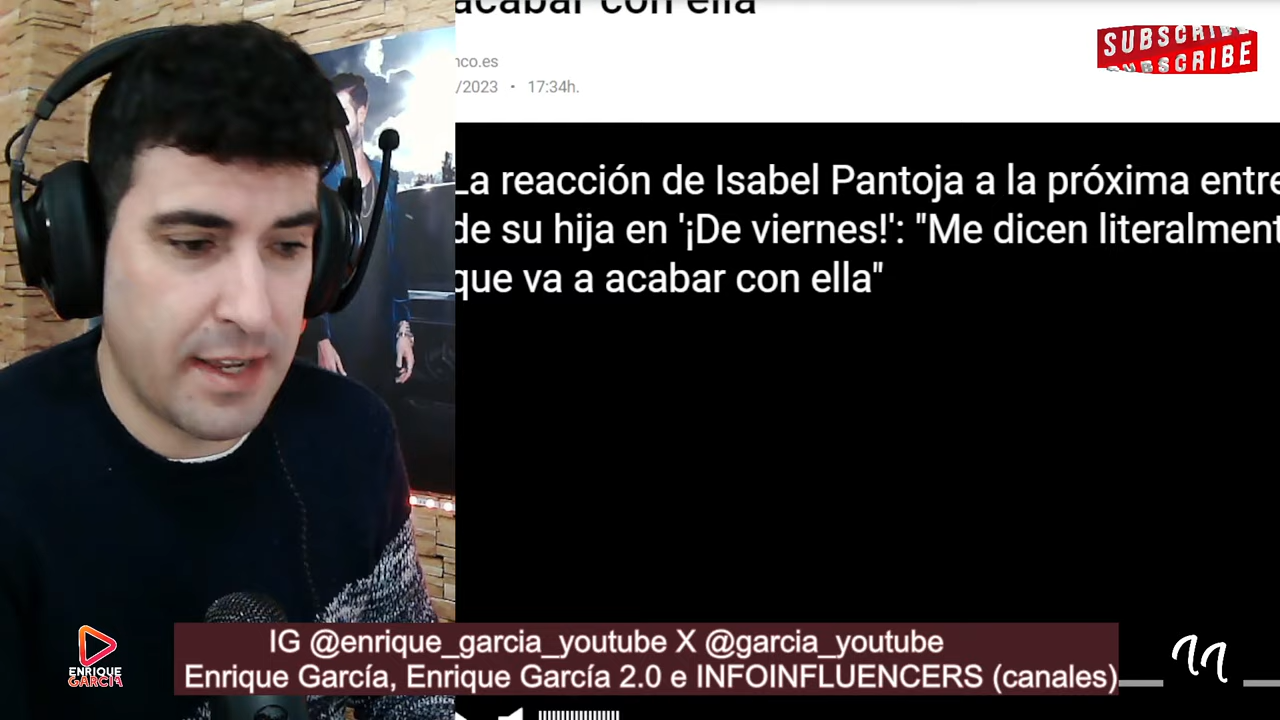 acabar con ella
nco.es
/2023 • 17:34h.
SUBSCRIBE
SUBSCRIBE
La reacción de Isabel Pantoja a la próxima entre
de su hija en '¡De viernes!': "Me dicen literalment
que va a acabar con ella"
IG @enrique_garcia_youtube X @garcia_youtube
Enrique García, Enrique García 2.0 e INFOINFLUENCERS (canales)
ENRIQUE
GARCÍA